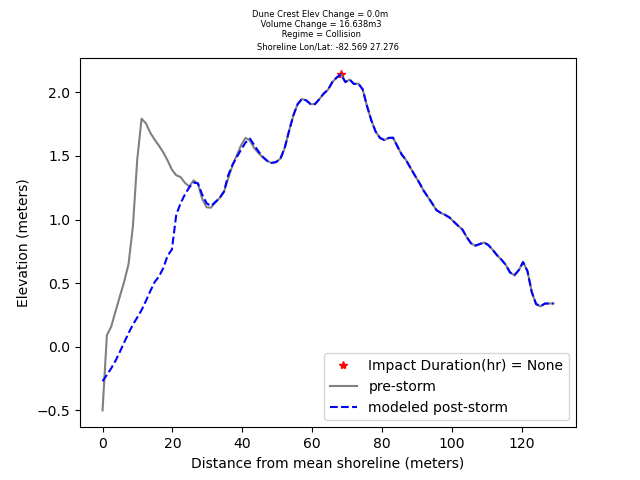 Dune Crest Elev Change = 0.0m
Volume Change = 16.638m3
Regime = Collision
Shoreline Lon/Lat: -82.569 27.276
Elevation (meters)
2.0
1.5
1.0
0.5
0.0
−0.5
Impact Duration(hr) = None
pre-storm
modeled post-storm
0 20 40 60 80 100 120
Distance from mean shoreline (meters)